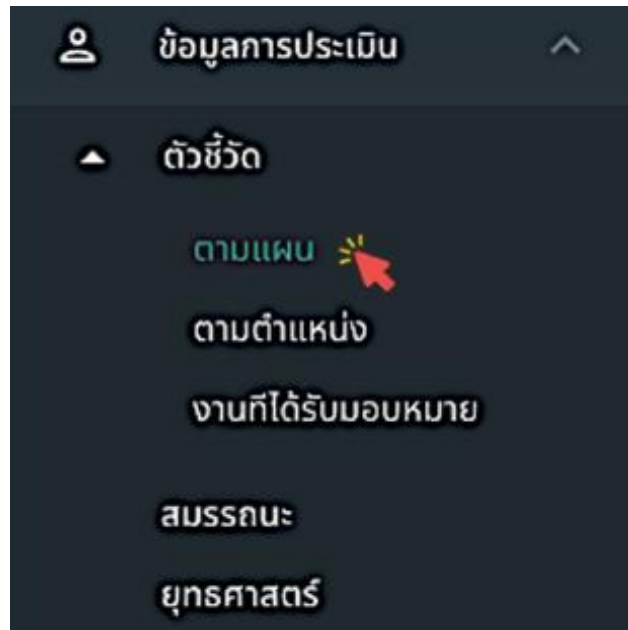 ข้อมูลการประเมิน
ตัวชี้วัด
ตามแผน
ตามตำแหน่ง
งานทีได้รับมอบหมาย
สมรรถนะ
ยุทธศาสตร์